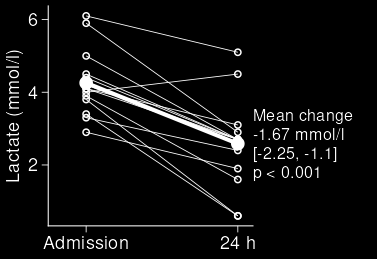 6
4
2
Lactate (mmol/l)
Mean change
-1.67 mmol/l
[-2.25, -1.1]
p < 0.001
Admission
24 h